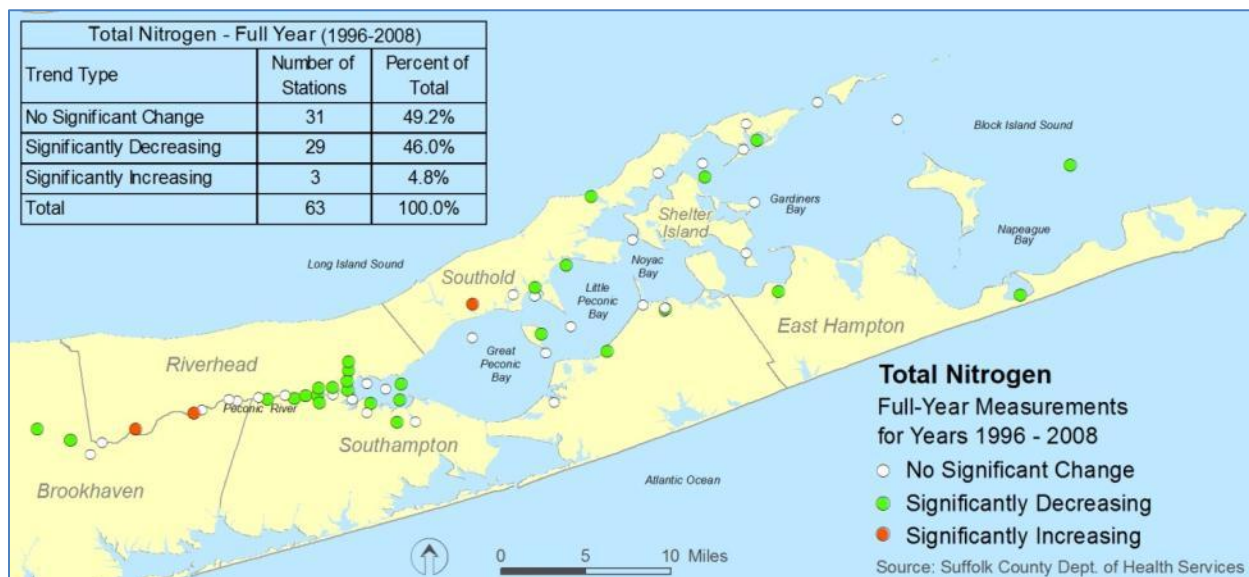 Total Nitrogen - Full Year (1996-2008)
Trend Type Number of Stations Percent of Total
No Significant Change 31 49.2%
Significantly Decreasing 29 46.0%
Significantly Increasing 3 4.8%
Total 63 100.0%
Block Island Sound
Gardiners Bay
Shelter Island
Napeague Bay
Long Island Sound
Noyac Bay
Southold
Little Peconic Bay
East Hampton
Riverhead
Great Peconic Bay
Peconic River
Southampton
Brookhaven
Atlantic Ocean
Total Nitrogen
Full-Year Measurements
for Years 1996 - 2008
No Significant Change
Significantly Decreasing
Significantly Increasing
0 5 10 Miles
Source: Suffolk County Dept. of Health Services